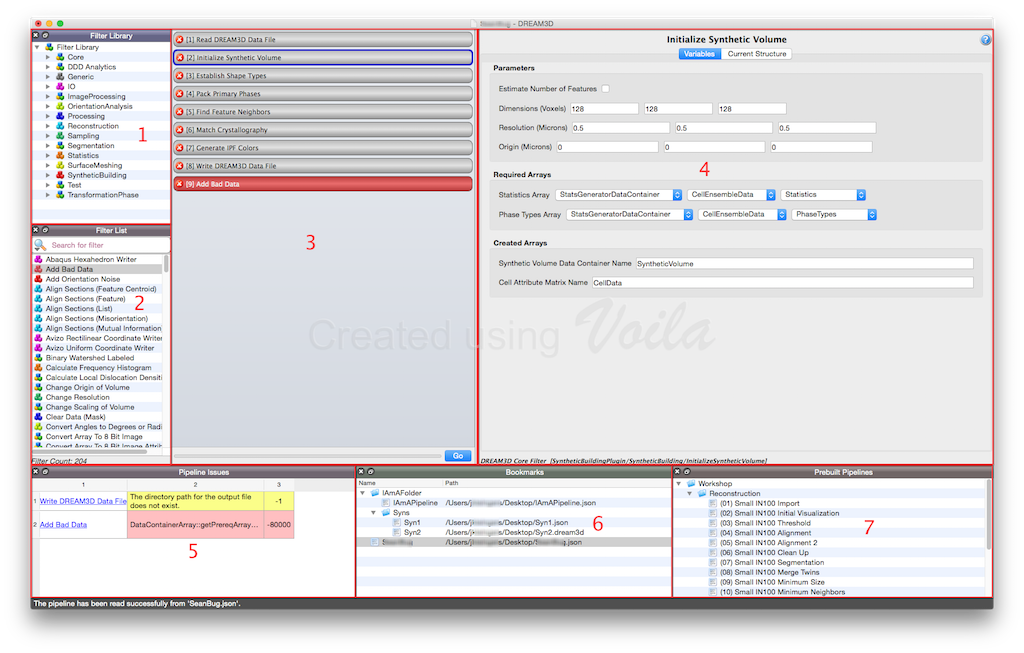 - DREAM3D
Filter Library
Filter Library
Core
DDD Analytics
Generic
IO
ImageProcessing
OrientationAnalysis
Processing
Reconstruction
Sampling
Segmentation
Statistics
SurfaceMeshing
SyntheticBuilding
Test
TransformationPhase
1
Filter List
Search for filter
Abaqus Hexahedron Writer
Add Bad Data
Add Orientation Noise
Align Sections (Feature Centroid)
Align Sections (Feature)
Align Sections (List)
Align Sections (Misorientation)
Align Sections (Mutual Information
Avizo Rectilinear Coordinate Writer
Avizo Uniform Coordinate Writer
Binary Watershed Labeled
Calculate Frequency Histogram
Calculate Local Dislocation Densiti
Change Origin of Volume
Change Resolution
Change Scaling of Volume
Clear Data (Mask)
Convert Angles to Degrees or Radi
Convert Array To 8 Bit Image
Convert Array To 8 Bit Image Attrib
Filter Count: 204
2
[1] Read DREAM3D Data File
[2] Initialize Synthetic Volume
[3] Establish Shape Types
[4] Pack Primary Phases
[5] Find Feature Neighbors
[6] Match Crystallography
[7] Generate IPF Colors
[8] Write DREAM3D Data File
[9] Add Bad Data
3
Go
Initialize Synthetic Volume
?
Variables Current Structure
Parameters
Estimate Number of Features
Dimensions (Voxels) 128 128 128
Resolution (Microns) 0.5 0.5 0.5
Origin (Microns) 0 0 0
4
Required Arrays
Statistics Array StatsGeneratorDataContainer CellEnsembleData Statistics
Phase Types Array StatsGeneratorDataContainer CellEnsembleData PhaseTypes
Created Arrays
Synthetic Volume Data Container Name SyntheticVolume
Cell Attribute Matrix Name CellData
Created using Voila
DREAM3D Core Filter [SyntheticBuildingPlugin/SyntheticBuilding/InitializeSyntheticVolume]
Pipeline Issues
1 2 3
1 Write DREAM3D Data File The directory path for the output file does not exist. -1
2 Add Bad Data DataContainerArray::getPrereqArray... -80000
5
Bookmarks
Name Path
IAmAFolder
IAmAPipeline /Users/ /Desktop/IAmAPipeline.json
Syns
Syn1 /Users/ /Desktop/Syn1.json
Syn2 /Users/ /Desktop/Syn2.dream3d
/Users/ /Desktop/ .json
6
Prebuilt Pipelines
Workshop
Reconstruction
(01) Small IN100 Import
(02) Small IN100 Initial Visualization
(03) Small IN100 Threshold
(04) Small IN100 Alignment
(05) Small IN100 Alignment 2
(06) Small IN100 Clean Up
(07) Small IN100 Segmentation
(08) Small IN100 Merge Twins
(09) Small IN100 Minimum Size
(10) Small IN100 Minimum Neighbors
7
The pipeline has been read successfully from 'SeanBug.json'.